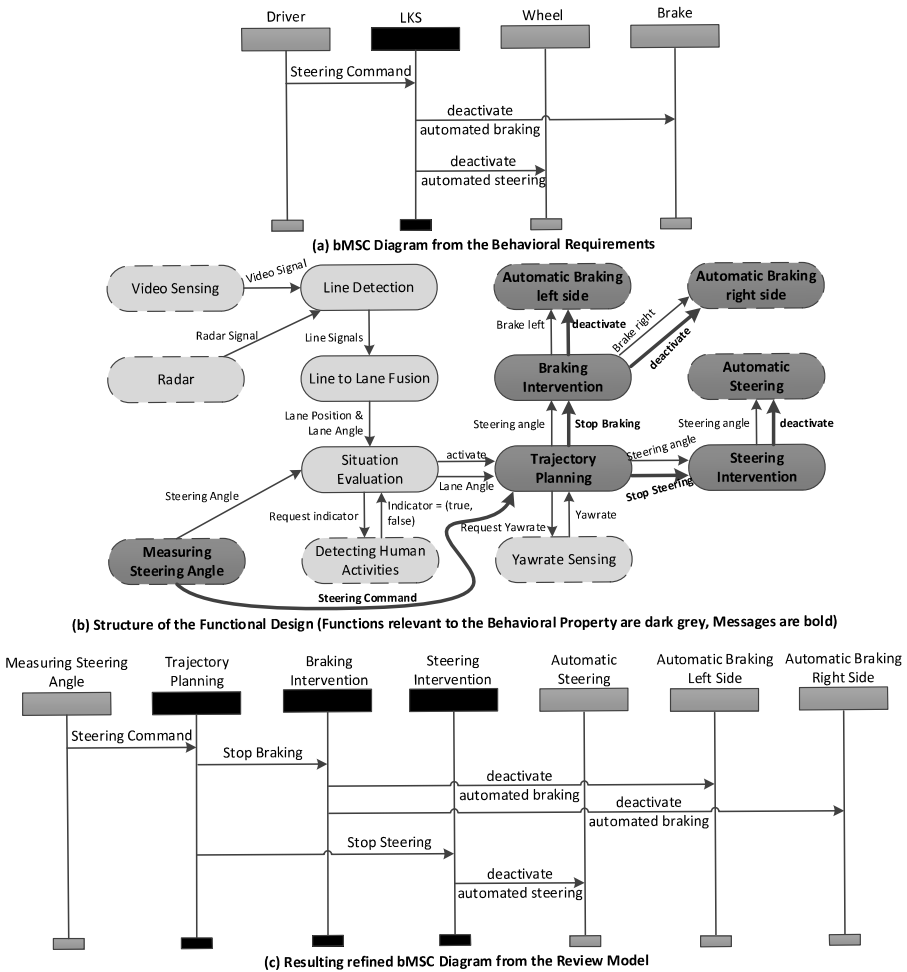 Driver
LKS
Wheel
Brake
Steering Command
deactivate
automated braking
deactivate
automated steering
(a) bMSC Diagram from the Behavioral Requirements
Video Sensing
Video Signal
Line Detection
Automatic Braking
left side
Automatic Braking
right side
Radar Signal
Line Signals
Brake left
deactivate
Brake right
deactivate
Radar
Line to Lane Fusion
Braking
Intervention
Automatic
Steering
Lane Position &
Lane Angle
Steering angle
Stop Braking
Steering angle
deactivate
Situation
Evaluation
activate
Lane Angle
Trajectory
Planning
Steering angle
Stop Steering
Steering
Intervention
Steering Angle
Request indicator
Indicator = (true,
false)
Request Yawrate
Yawrate
Measuring
Steering Angle
Detecting Human
Activities
Yawrate Sensing
Steering Command
(b) Structure of the Functional Design (Functions relevant to the Behavioral Property are dark grey, Messages are bold)
Measuring Steering
Angle
Trajectory
Planning
Braking
Intervention
Steering
Intervention
Automatic
Steering
Automatic Braking
Left Side
Automatic Braking
Right Side
Steering Command
Stop Braking
deactivate
automated braking
deactivate
automated braking
Stop Steering
deactivate
automated steering
(c) Resulting refined bMSC Diagram from the Review Model